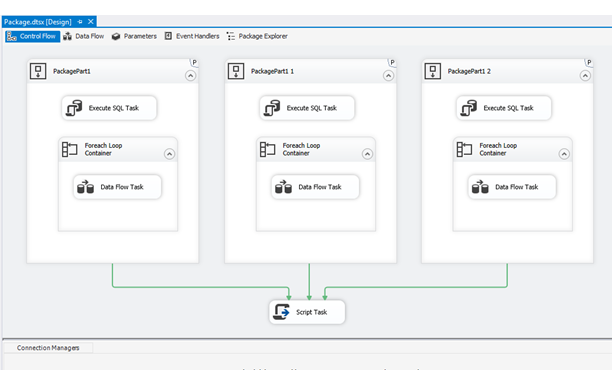 Package.dtsx [Design]
Control Flow Data Flow Parameters Event Handlers Package Explorer
PackagePart1 P
PackagePart1 1 P
PackagePart1 2 P
Execute SQL Task
Execute SQL Task
Execute SQL Task
Foreach Loop
Container
Foreach Loop
Container
Foreach Loop
Container
Data Flow Task
Data Flow Task
Data Flow Task
Script Task
Connection Managers